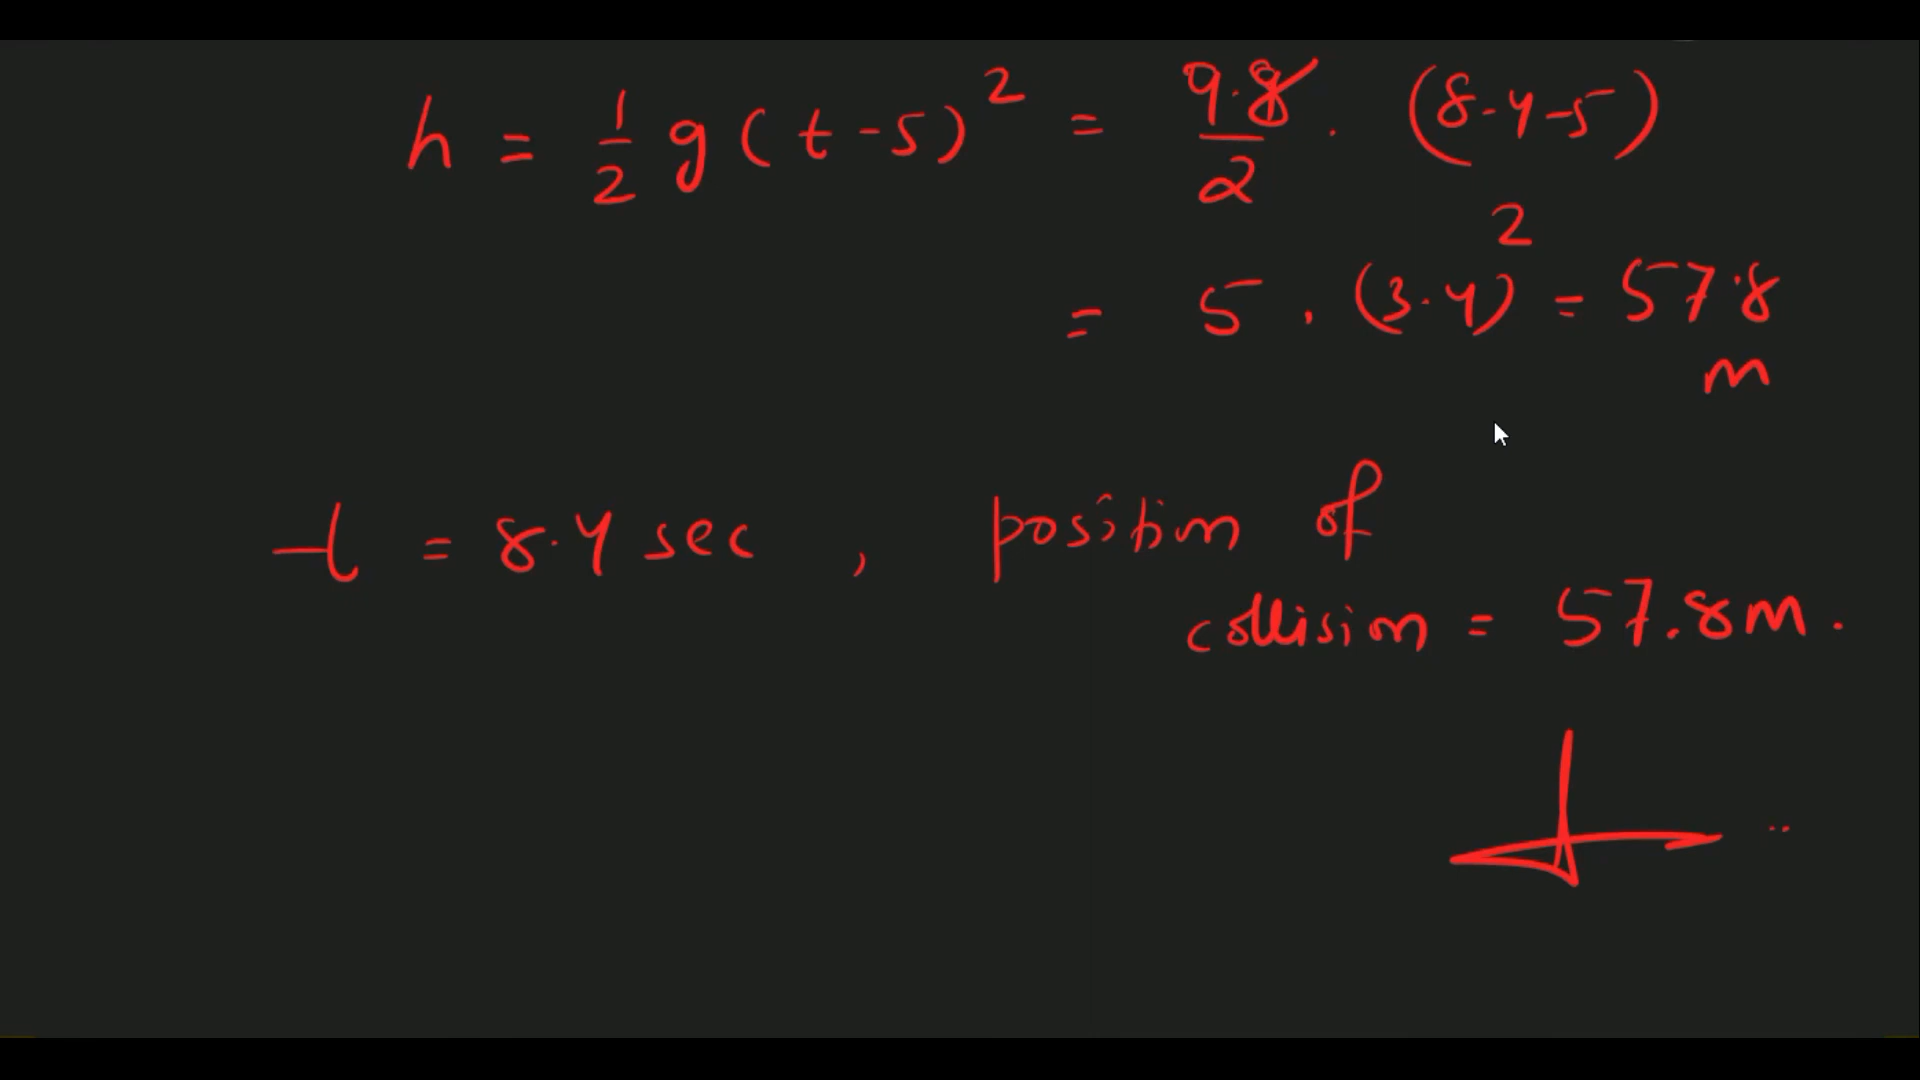 h = 1/2 g(t-5)² = 9.8/2 · (8.4-5)²
= 5 · (3.4)² = 57.8 m
t = 8.4 sec , position of
collision = 57.8m.